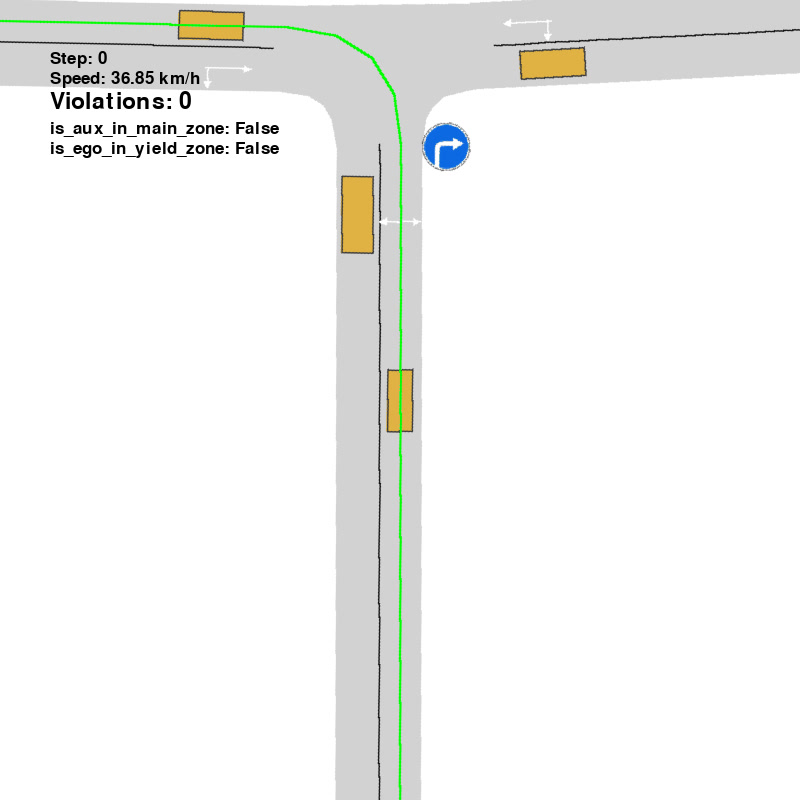 Step: 0
Speed: 36.85 km/h
Violations: 0
is_aux_in_main_zone: False
is_ego_in_yield_zone: False